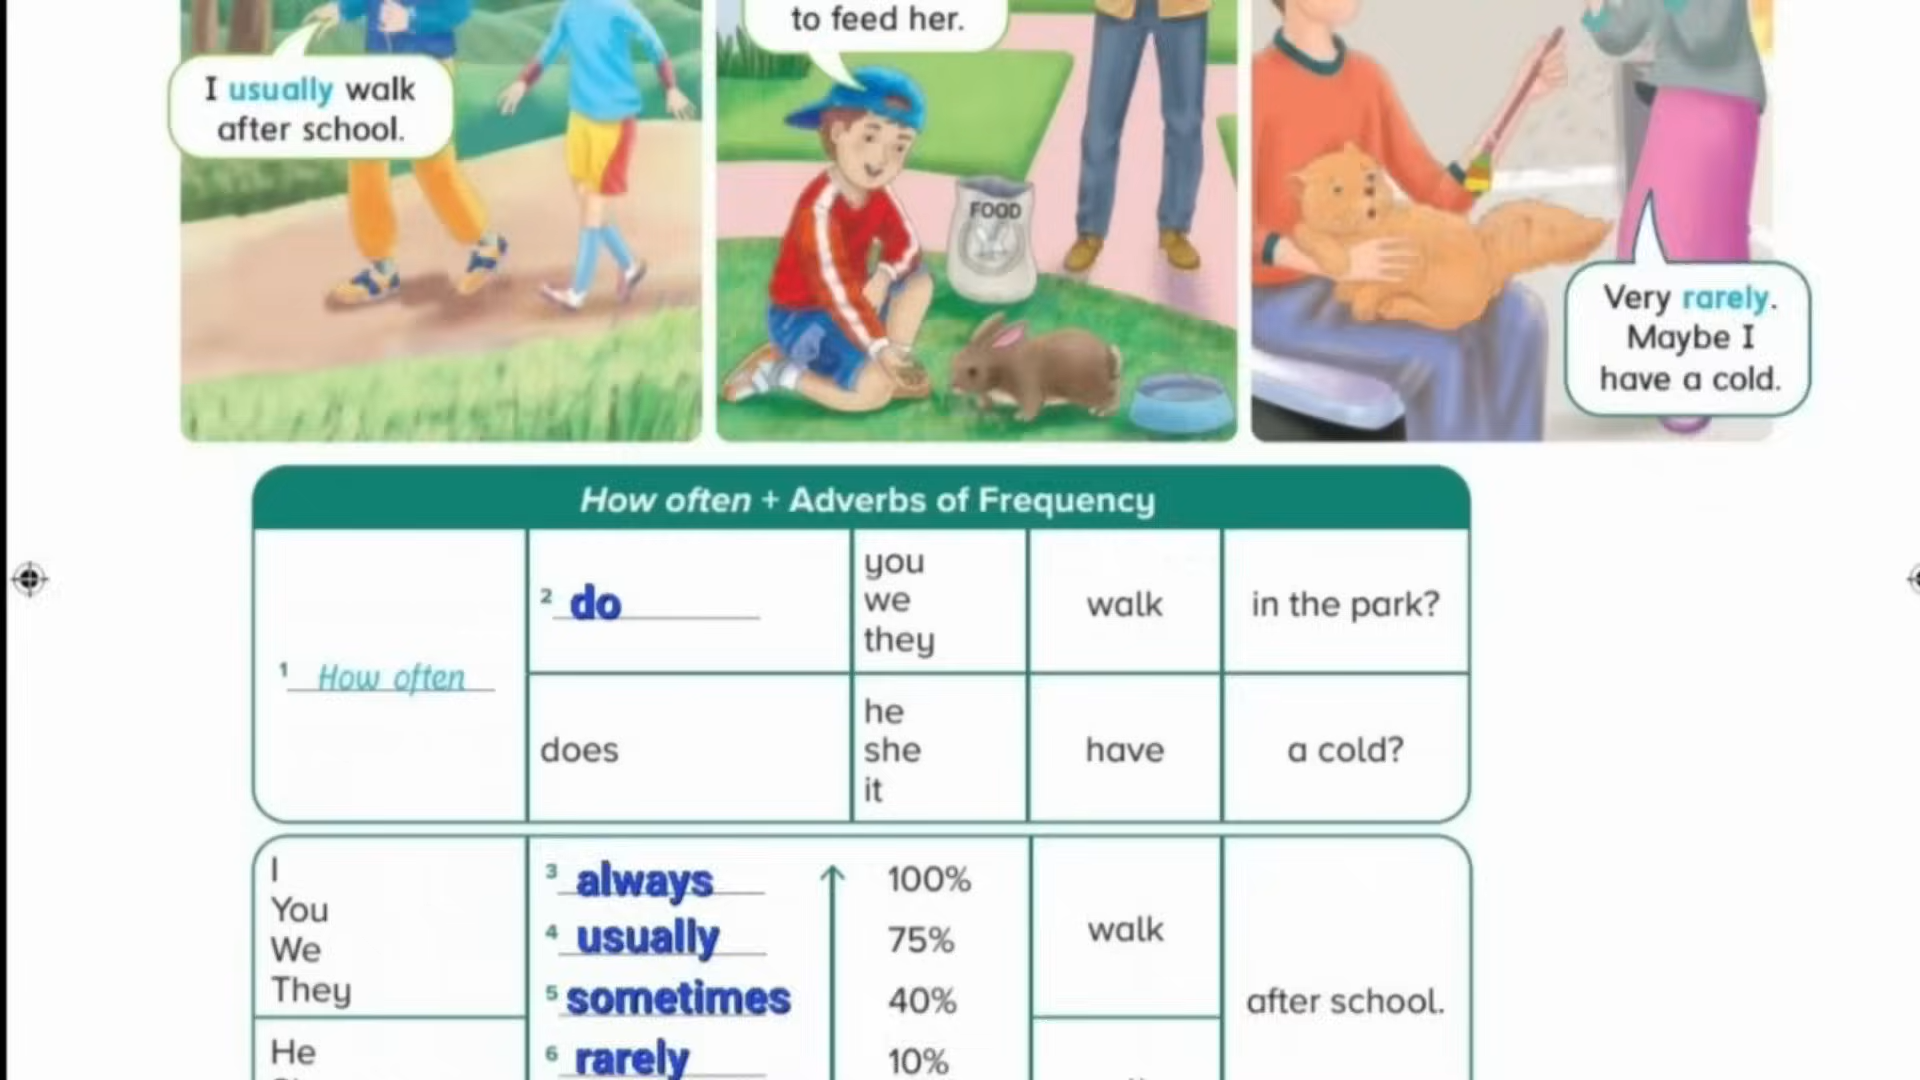 to feed her.
I usually walk
after school.
FOOD
Very rarely.
Maybe I
have a cold.
How often + Adverbs of Frequency
1 How often
2 do
you
we
they
walk
in the park?
does
he
she
it
have
a cold?
I
You
We
They
3 always
100%
4 usually
75%
5 sometimes
40%
6 rarely
10%
walk
after school.
He